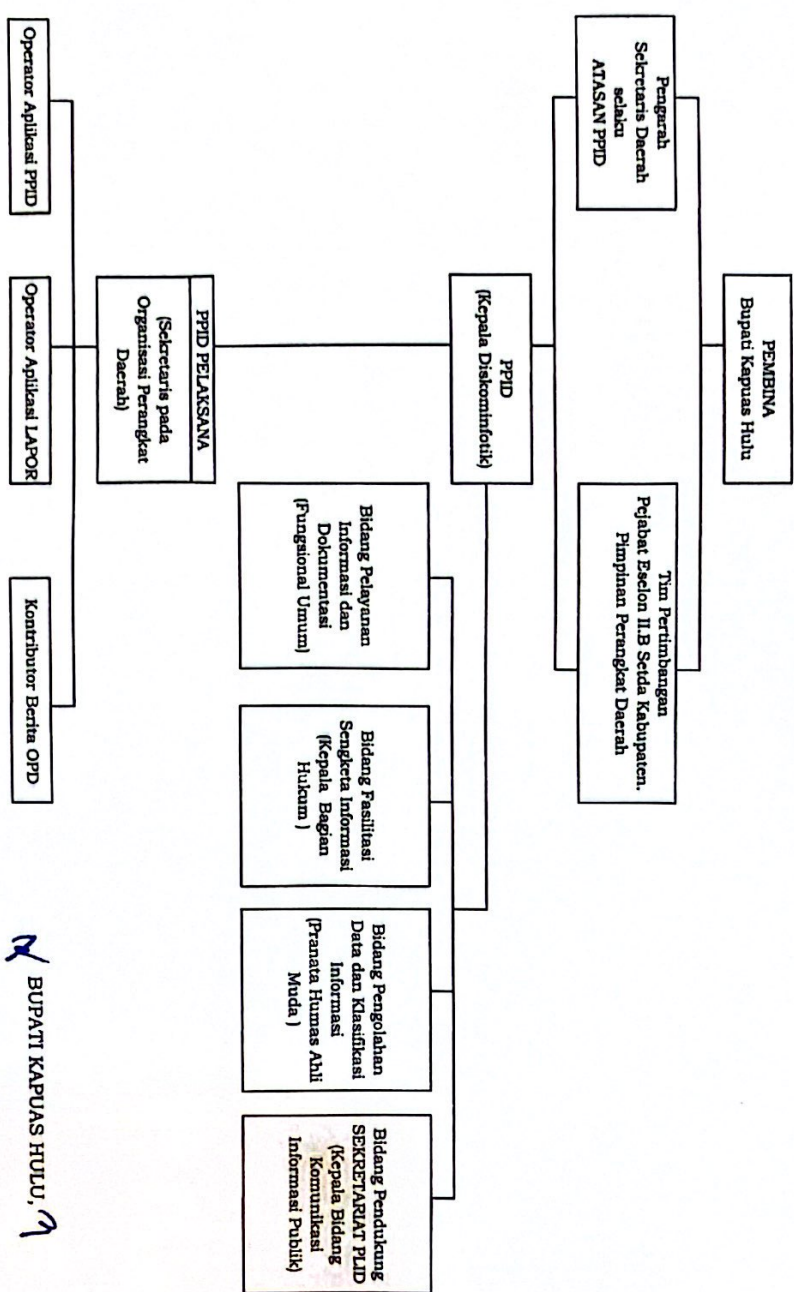 PEMBINA
Bupati Kapuas Hulu
Pengarah
Sekretaris Daerah
selaku
ATASAN PPID
Tim Pertimbangan
Pejabat Eselon II.B Setda Kabupaten.
Pimpinan Perangkat Daerah
PPID
(Kepala Diskominfotik)
Bidang Pelayanan
Informasi dan
Dokumentasi
(Fungsional Umum)
Bidang Fasilitasi
Sengketa Informasi
(Kepala Bagian
Hukum )
Bidang Pengolahan
Data dan Klasifikasi
Informasi
(Pranata Humas Ahli
Muda )
Bidang Pendukung
SEKRETARIAT PLID
(Kepala Bidang
Komunikasi
Informasi Publik)
PPID PELAKSANA
(Sekretaris pada
Organisasi Perangkat
Daerah)
Operator Aplikasi PPID
Operator Aplikasi LAPOR
Kontributor Berita OPD
BUPATI KAPUAS HULU,